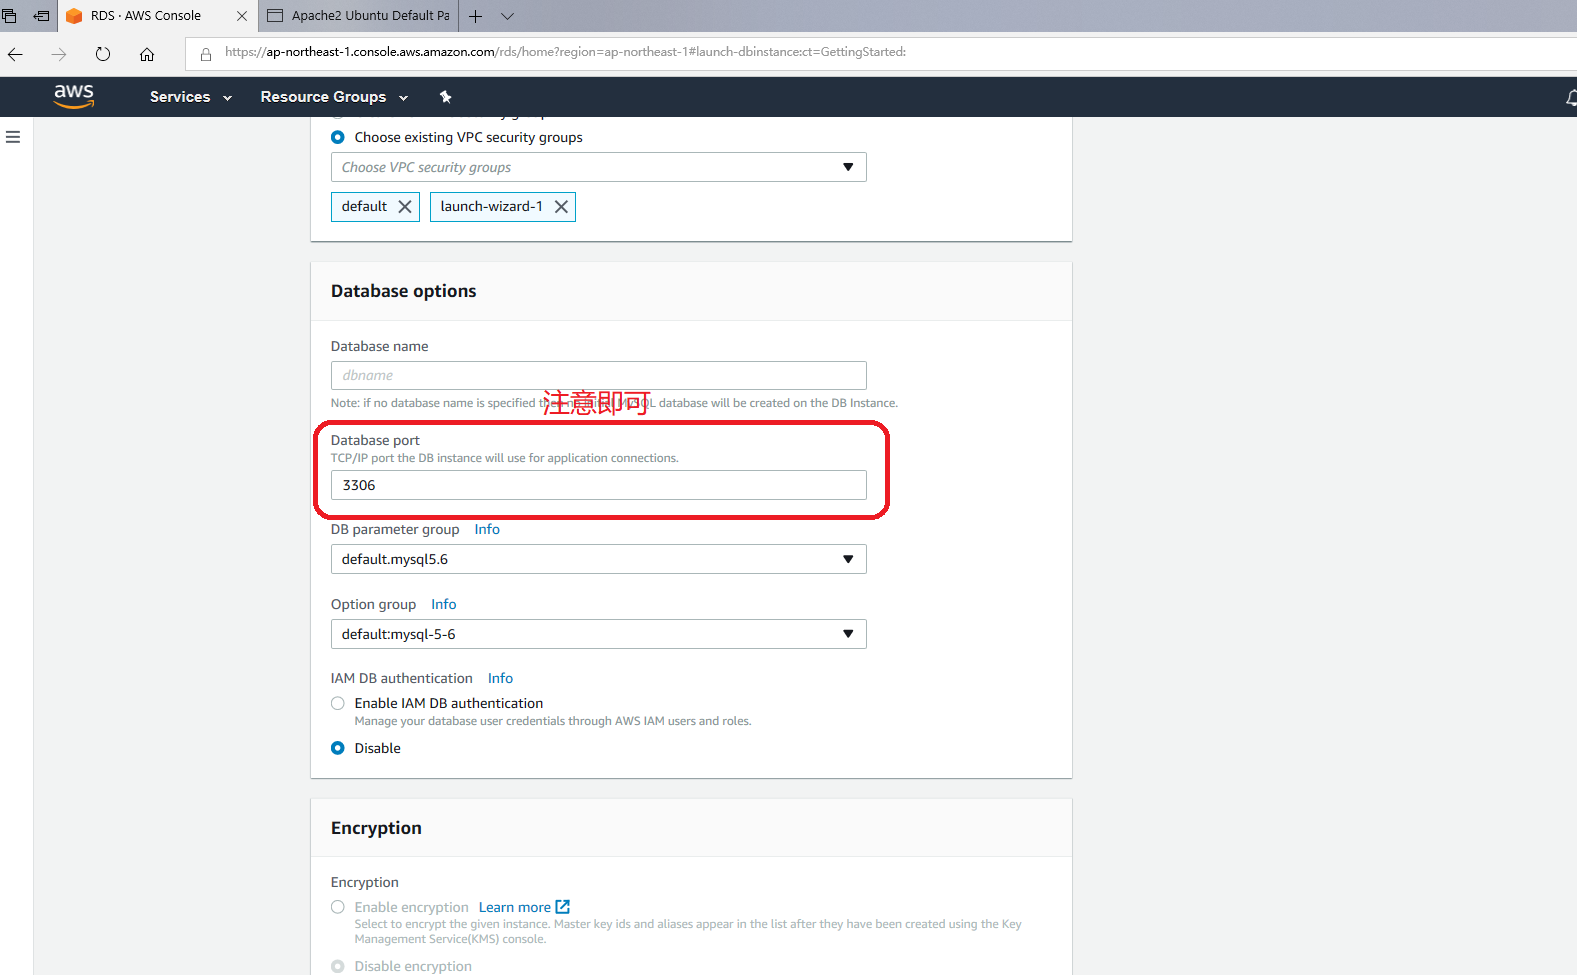 RDS · AWS Console
Apache2 Ubuntu Default Pa
https://ap-northeast-1.console.aws.amazon.com/rds/home?region=ap-northeast-1#launch-dbinstance:ct=GettingStarted:
aws
Services
Resource Groups
Choose existing VPC security groups
Choose VPC security groups
default
launch-wizard-1
Database options
Database name
dbname
注意即可
Note: if no database name is specified then no initial MySQL database will be created on the DB Instance.
Database port
TCP/IP port the DB instance will use for application connections.
3306
DB parameter group Info
default.mysql5.6
Option group Info
default:mysql-5-6
IAM DB authentication Info
Enable IAM DB authentication
Manage your database user credentials through AWS IAM users and roles.
Disable
Encryption
Encryption
Enable encryption Learn more
Select to encrypt the given instance. Master key ids and aliases appear in the list after they have been created using the Key
Management Service(KMS) console.
Disable encryption